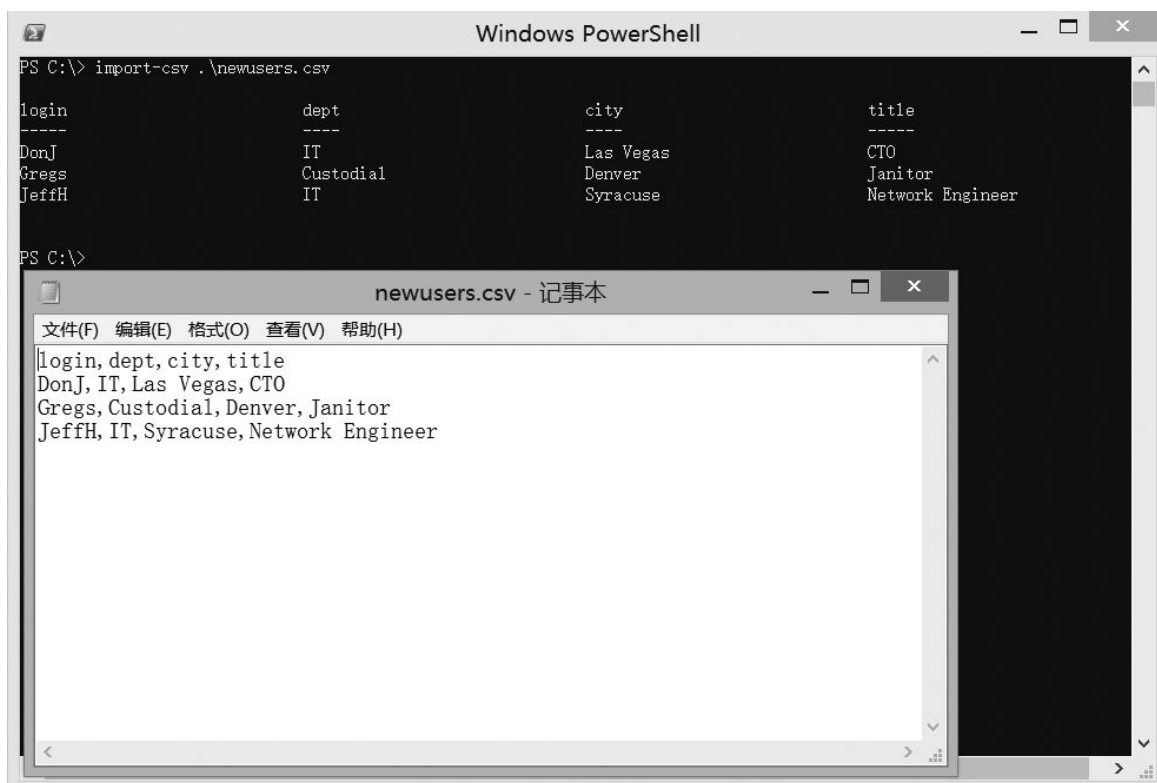 Windows PowerShell
PS C:\> import-csv .\newusers.csv
login dept city title
----- ---- ---- -----
DonJ IT Las Vegas CTO
Gregs Custodial Denver Janitor
JeffH IT Syracuse Network Engineer
PS C:\>
newusers.csv - 记事本
文件(F) 编辑(E) 格式(O) 查看(V) 帮助(H)
login,dept,city,title
DonJ,IT,Las Vegas,CTO
Gregs,Custodial,Denver,Janitor
JeffH,IT,Syracuse,Network Engineer